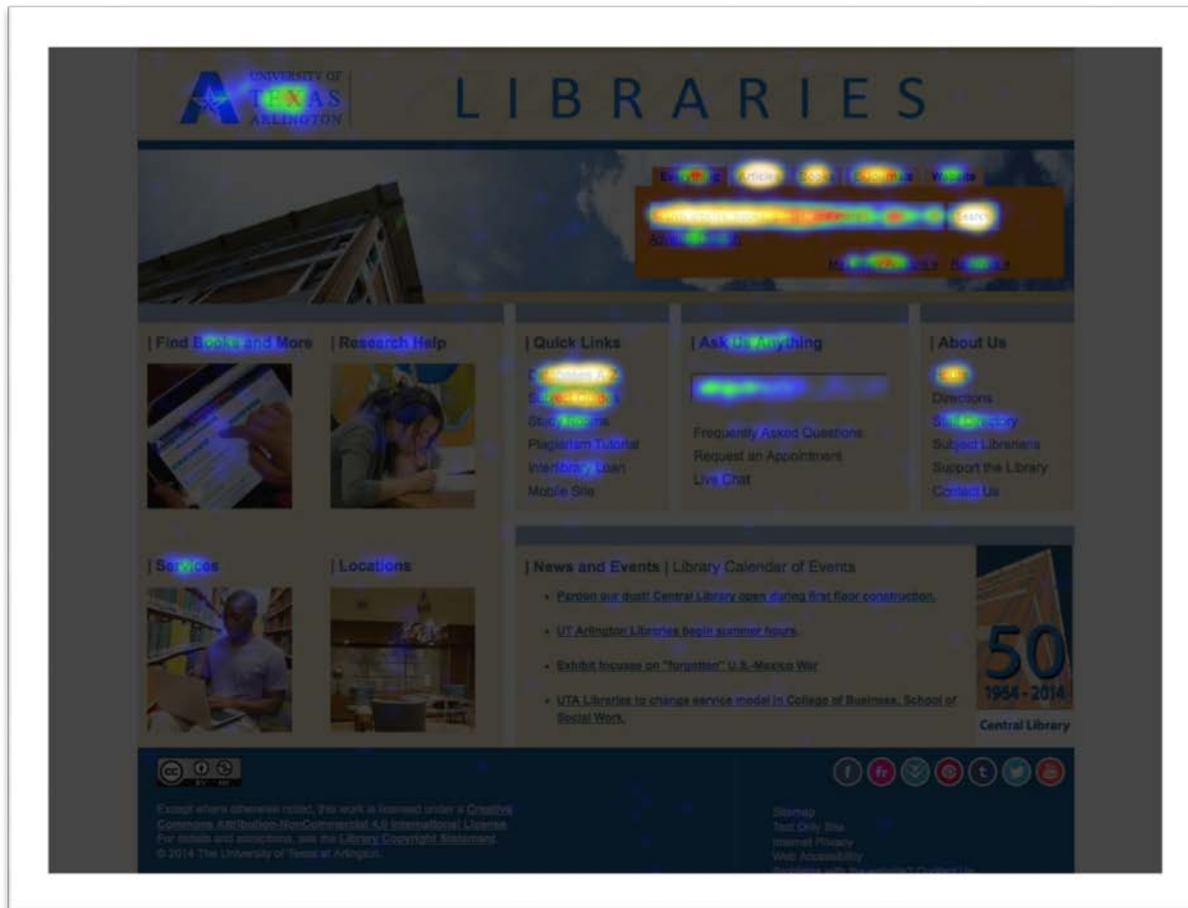 UNIVERSITY OF
TEXAS
ARLINGTON
LIBRARIES
Everything Articles Books Website
Search
| Find Books and More
| Research Help
| Quick Links
Subject Guides
Study Rooms
Plagiarism Tutorial
Interlibrary Loan
Mobile Site
| Ask Us Anything
Frequently Asked Questions
Request an Appointment
Live Chat
| About Us
Directions
Staff Directory
Subject Librarians
Support the Library
Contact Us
| Services
| Locations
| News and Events | Library Calendar of Events
• Pardon our dust! Central Library open during first floor construction.
• UT Arlington Libraries begin summer hours.
• Exhibit focuses on "forgotten" U.S.-Mexico War
• UTA Libraries to change service model in College of Business, School of
Social Work.
50
1964 - 2014
Central Library
cc
Except where otherwise noted, this work is licensed under a Creative
Commons Attribution-NonCommercial 4.0 International License.
For details and exceptions, see the Library Copyright Statement.
© 2014 The University of Texas at Arlington.
Sitemap
Text Only Site
Internet Privacy
Web Accessibility